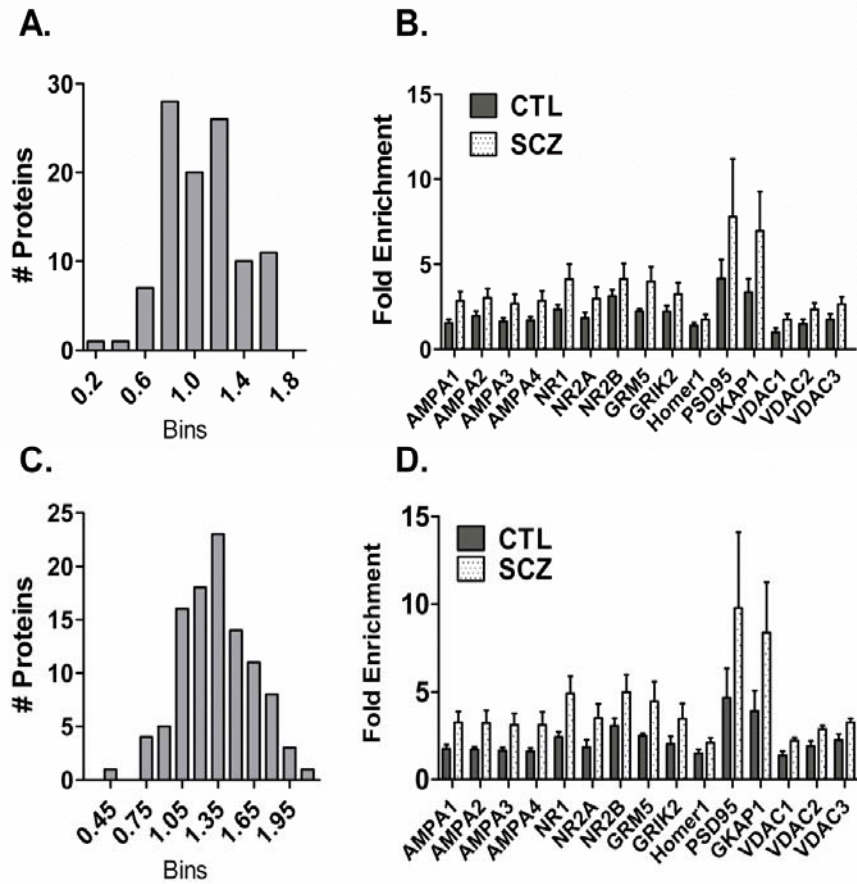 A.
30
20
10
0
# Proteins
0.2
0.6
1.0
1.4
1.8
Bins
B.
15
10
5
0
Fold Enrichment
CTL
SCZ
AMPA1
AMPA2
AMPA3
AMPA4
NR1
NR2A
NR2B
GRM5
GRIK2
Homer1
PSD95
GKAP1
VDAC1
VDAC2
VDAC3
C.
25
20
15
10
5
0
# Proteins
0.45
0.75
1.05
1.35
1.65
1.95
Bins
D.
15
10
5
0
Fold Enrichment
CTL
SCZ
AMPA1
AMPA2
AMPA3
AMPA4
NR1
NR2A
NR2B
GRM5
GRIK2
Homer1
PSD95
GKAP1
VDAC1
VDAC2
VDAC3